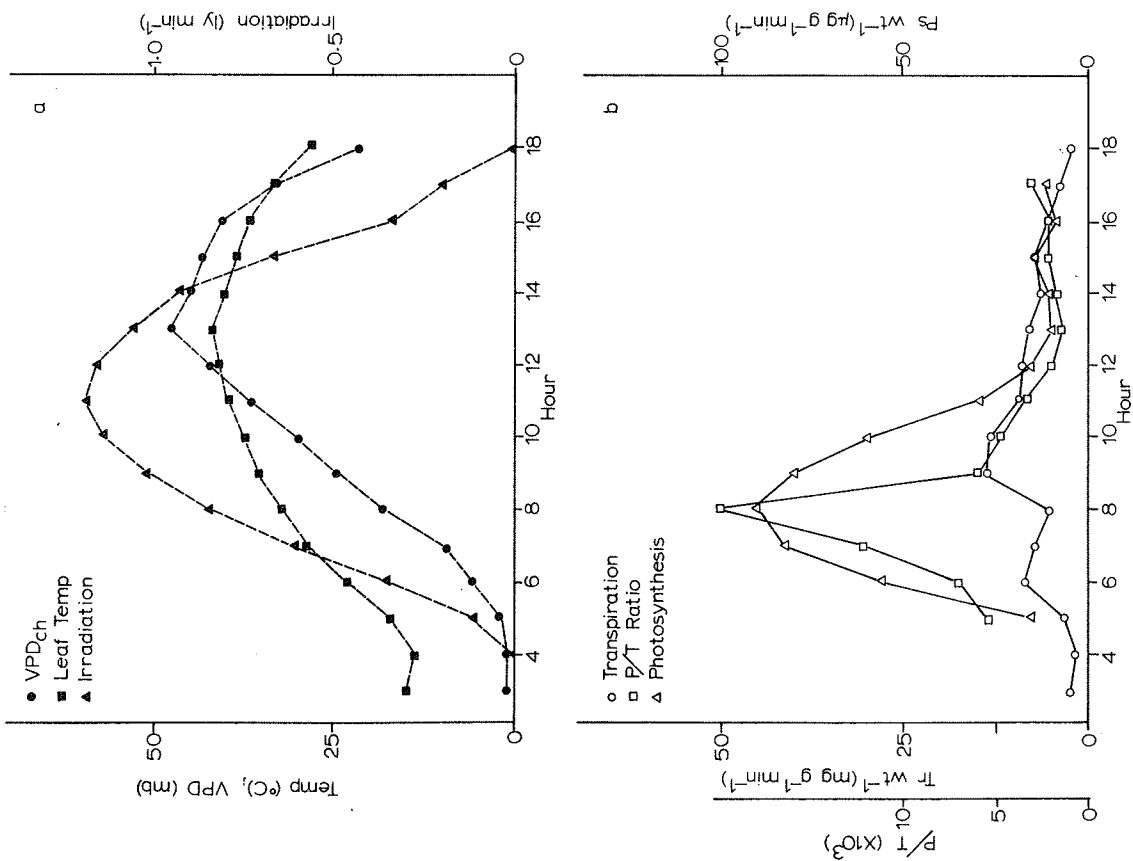 a
● VPDch
■ Leaf Temp
▲ Irradiation
Temp (°C), VPD (mb)
50
25
0
Irradiation (ly min⁻¹)
1.0
0.5
0
4 6 8 10 12 14 16 18
Hour
b
○ Transpiration
□ P/T Ratio
△ Photosynthesis
P/T (X10³)
10
5
0
Tr wt⁻¹ (mg g⁻¹ min⁻¹)
50
25
0
Ps wt⁻¹ (μg g⁻¹ min⁻¹)
100
50
0
4 6 8 10 12 14 16 18
Hour